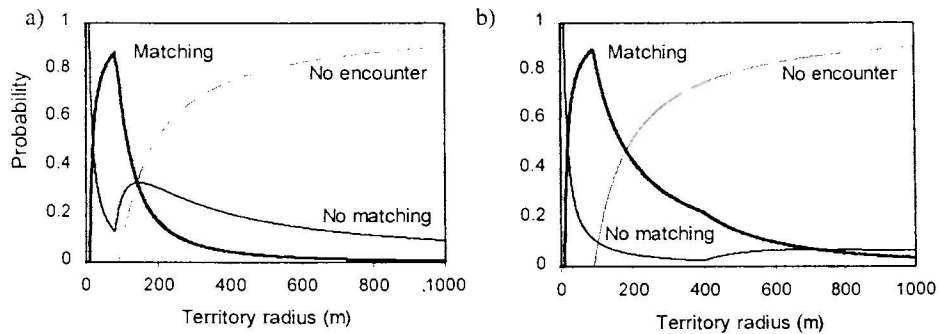 a)
1
0.8
0.6
0.4
0.2
0
Probability
Matching
No encounter
No matching
0 200 400 600 800 .1000
Territory radius (m)
b)
1
0.8
0.6
0.4
0.2
0
Matching
No encounter
No matching
0 200 400 600 800 1000
Territory radius (m)